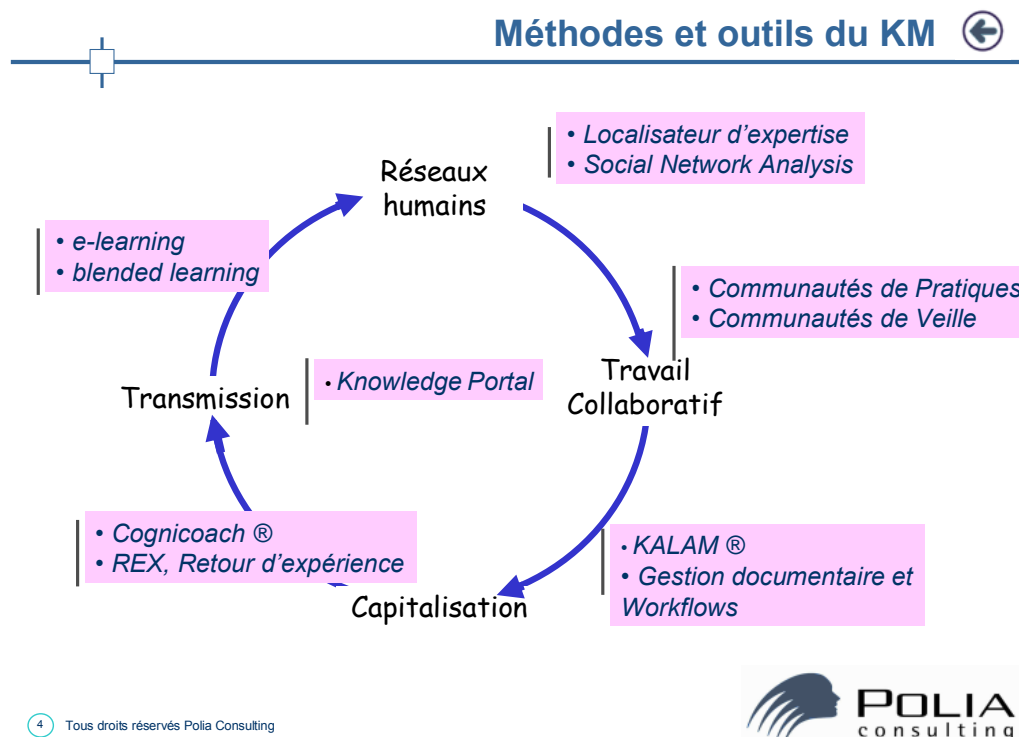 Méthodes et outils du KM
• Localisateur d’expertise
• Social Network Analysis
Réseaux
humains
• e-learning
• blended learning
• Communautés de Pratiques
• Communautés de Veille
Travail
Collaboratif
• Knowledge Portal
Transmission
• Cognicoach ®
• REX, Retour d’expérience
• KALAM ®
• Gestion documentaire et
Workflows
Capitalisation
4 Tous droits réservés Polia Consulting
POLIA
consulting